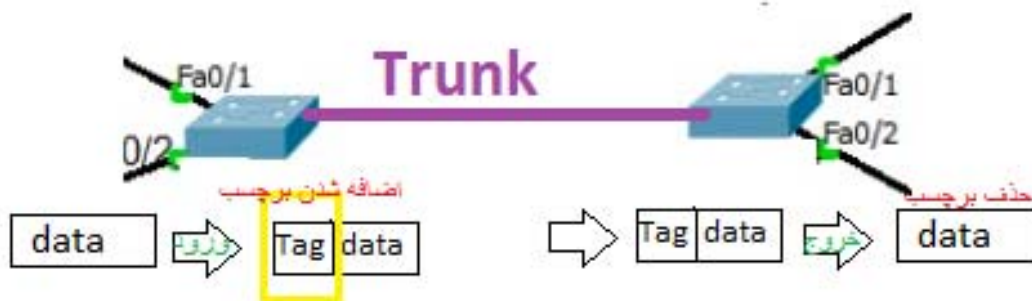 Fa0/1
Trunk
Fa0/1
0/2
Fa0/2
اضافه شدن برچسب
حذف برچسب
data
ورود
Tag
data
Tag
data
خروج
data